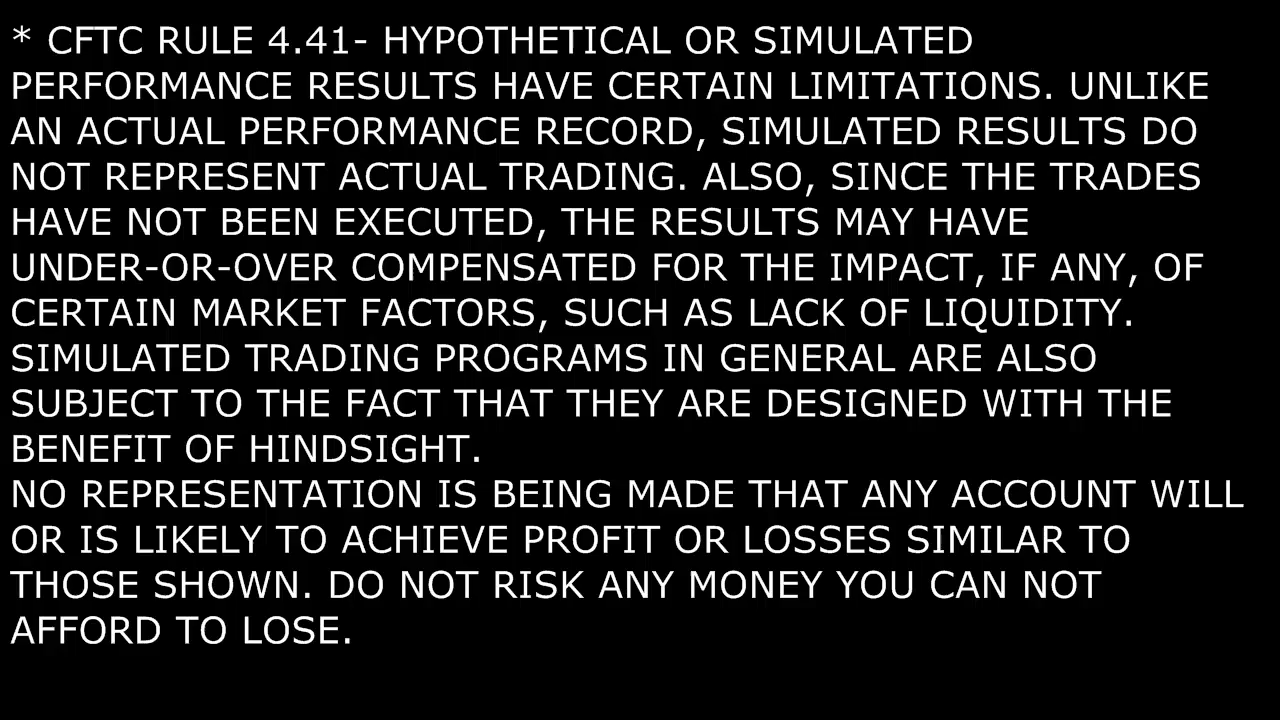 * CFTC RULE 4.41- HYPOTHETICAL OR SIMULATED
PERFORMANCE RESULTS HAVE CERTAIN LIMITATIONS. UNLIKE
AN ACTUAL PERFORMANCE RECORD, SIMULATED RESULTS DO
NOT REPRESENT ACTUAL TRADING. ALSO, SINCE THE TRADES
HAVE NOT BEEN EXECUTED, THE RESULTS MAY HAVE
UNDER-OR-OVER COMPENSATED FOR THE IMPACT, IF ANY, OF
CERTAIN MARKET FACTORS, SUCH AS LACK OF LIQUIDITY.
SIMULATED TRADING PROGRAMS IN GENERAL ARE ALSO
SUBJECT TO THE FACT THAT THEY ARE DESIGNED WITH THE
BENEFIT OF HINDSIGHT.
NO REPRESENTATION IS BEING MADE THAT ANY ACCOUNT WILL
OR IS LIKELY TO ACHIEVE PROFIT OR LOSSES SIMILAR TO
THOSE SHOWN. DO NOT RISK ANY MONEY YOU CAN NOT
AFFORD TO LOSE.